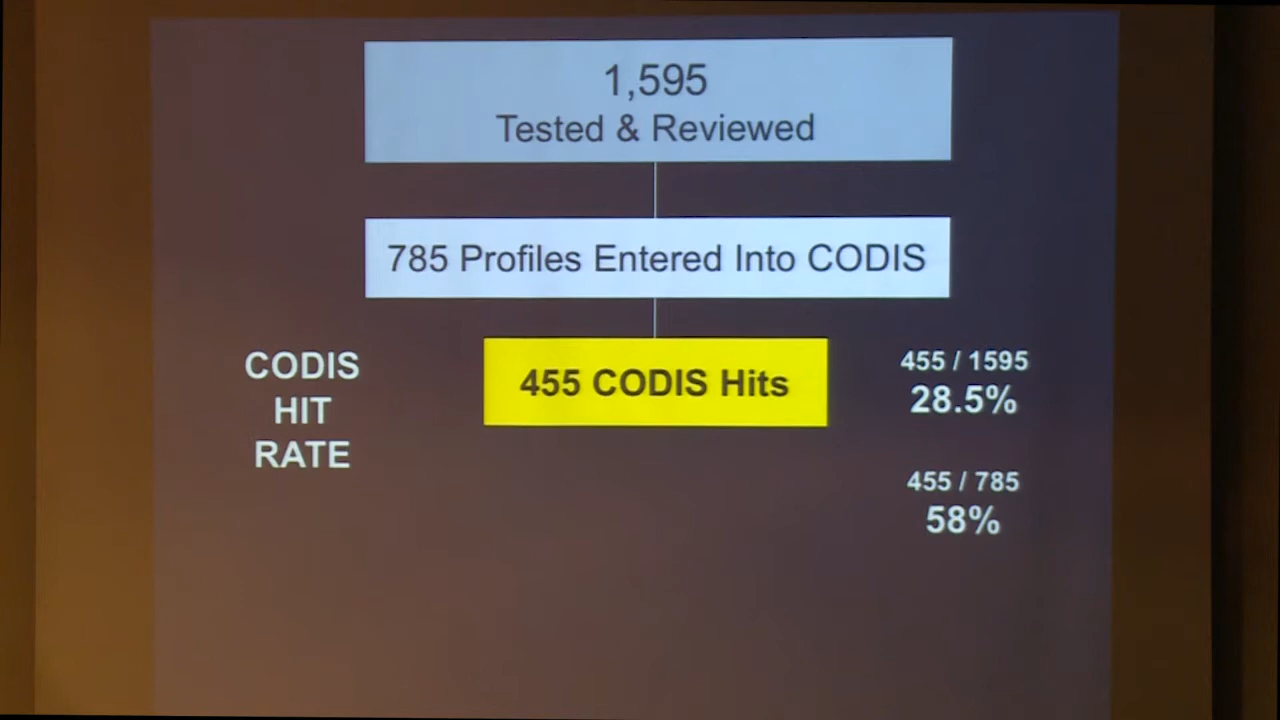 1,595
Tested & Reviewed
785 Profiles Entered Into CODIS
CODIS
HIT
RATE
455 CODIS Hits
455 / 1595
28.5%
455 / 785
58%